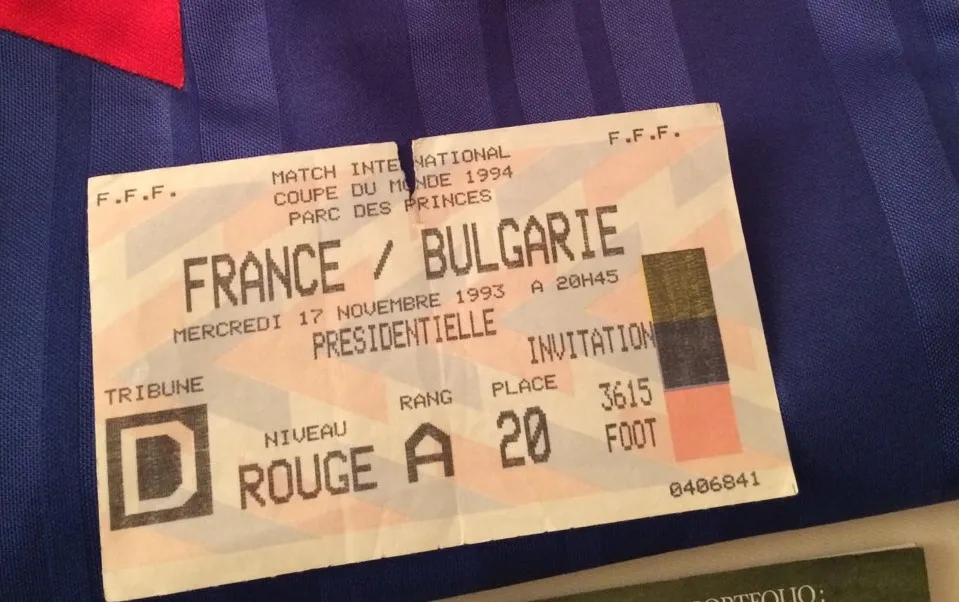 F.F.F.
F.F.F.
MATCH INTERNATIONAL
COUPE DU MONDE 1994
PARC DES PRINCES
FRANCE / BULGARIE
MERCREDI 17 NOVEMBRE 1993 A 20H45
PRESIDENTIELLE
INVITATION
TRIBUNE
D
NIVEAU
ROUGE
RANG
A
PLACE
20
3615
FOOT
0406841
PORTFOLIO: